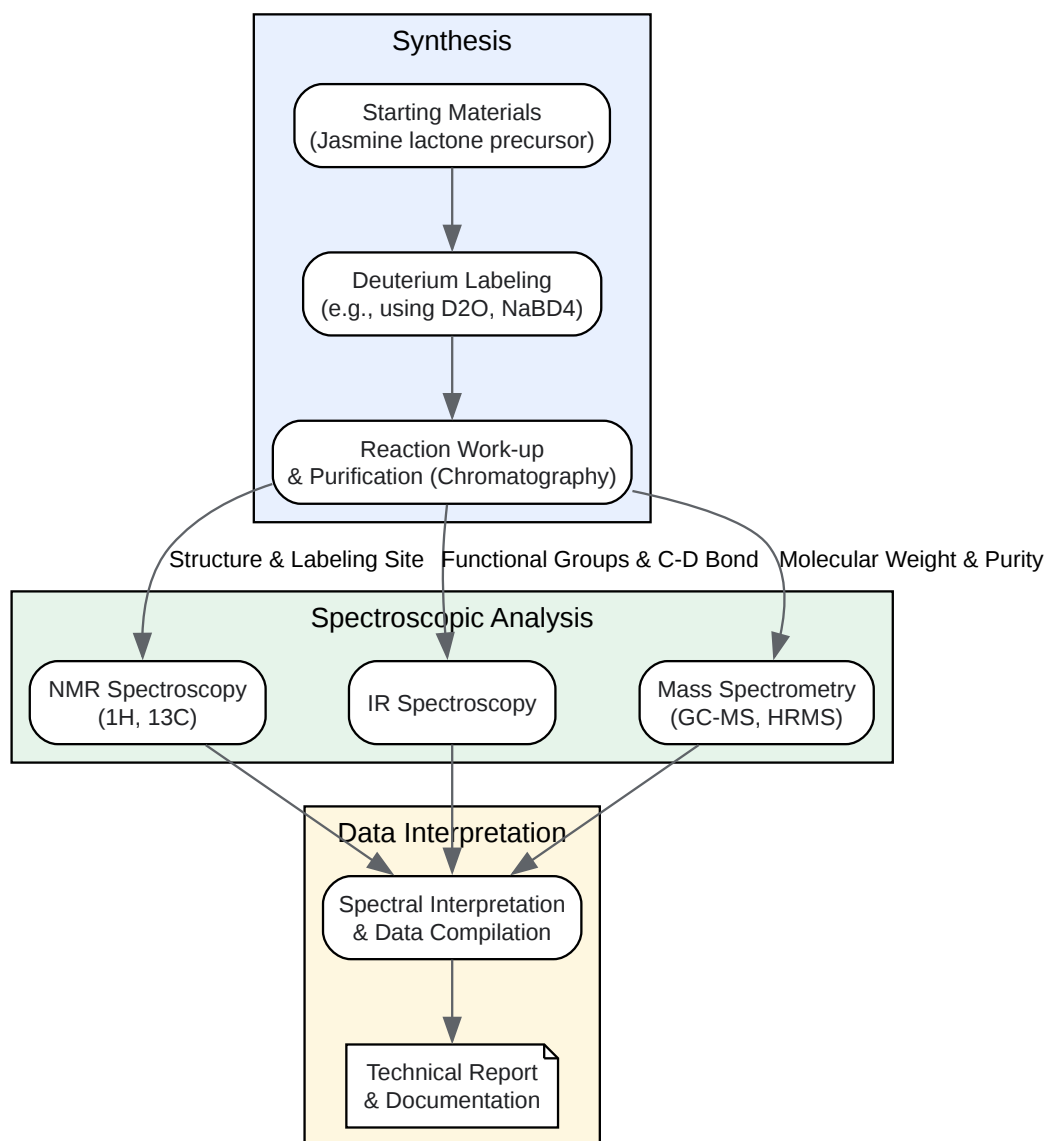 Synthesis
Starting Materials
(Jasmine lactone precursor)
Deuterium Labeling
(e.g., using D2O, NaBD4)
Reaction Work-up
& Purification (Chromatography)
Structure & Labeling Site
Functional Groups & C-D Bond
Molecular Weight & Purity
Spectroscopic Analysis
NMR Spectroscopy
(1H, 13C)
IR Spectroscopy
Mass Spectrometry
(GC-MS, HRMS)
Data Interpretation
Spectral Interpretation
& Data Compilation
Technical Report
& Documentation